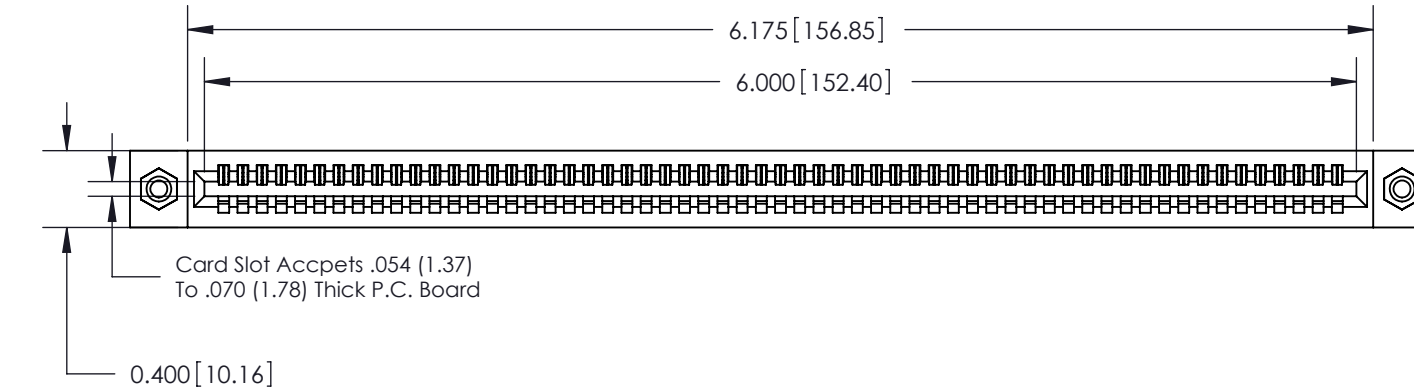 6.175[156.85]
6.000[152.40]
Card Slot Accpets .054 (1.37)
To .070 (1.78) Thick P.C. Board
0.400[10.16]